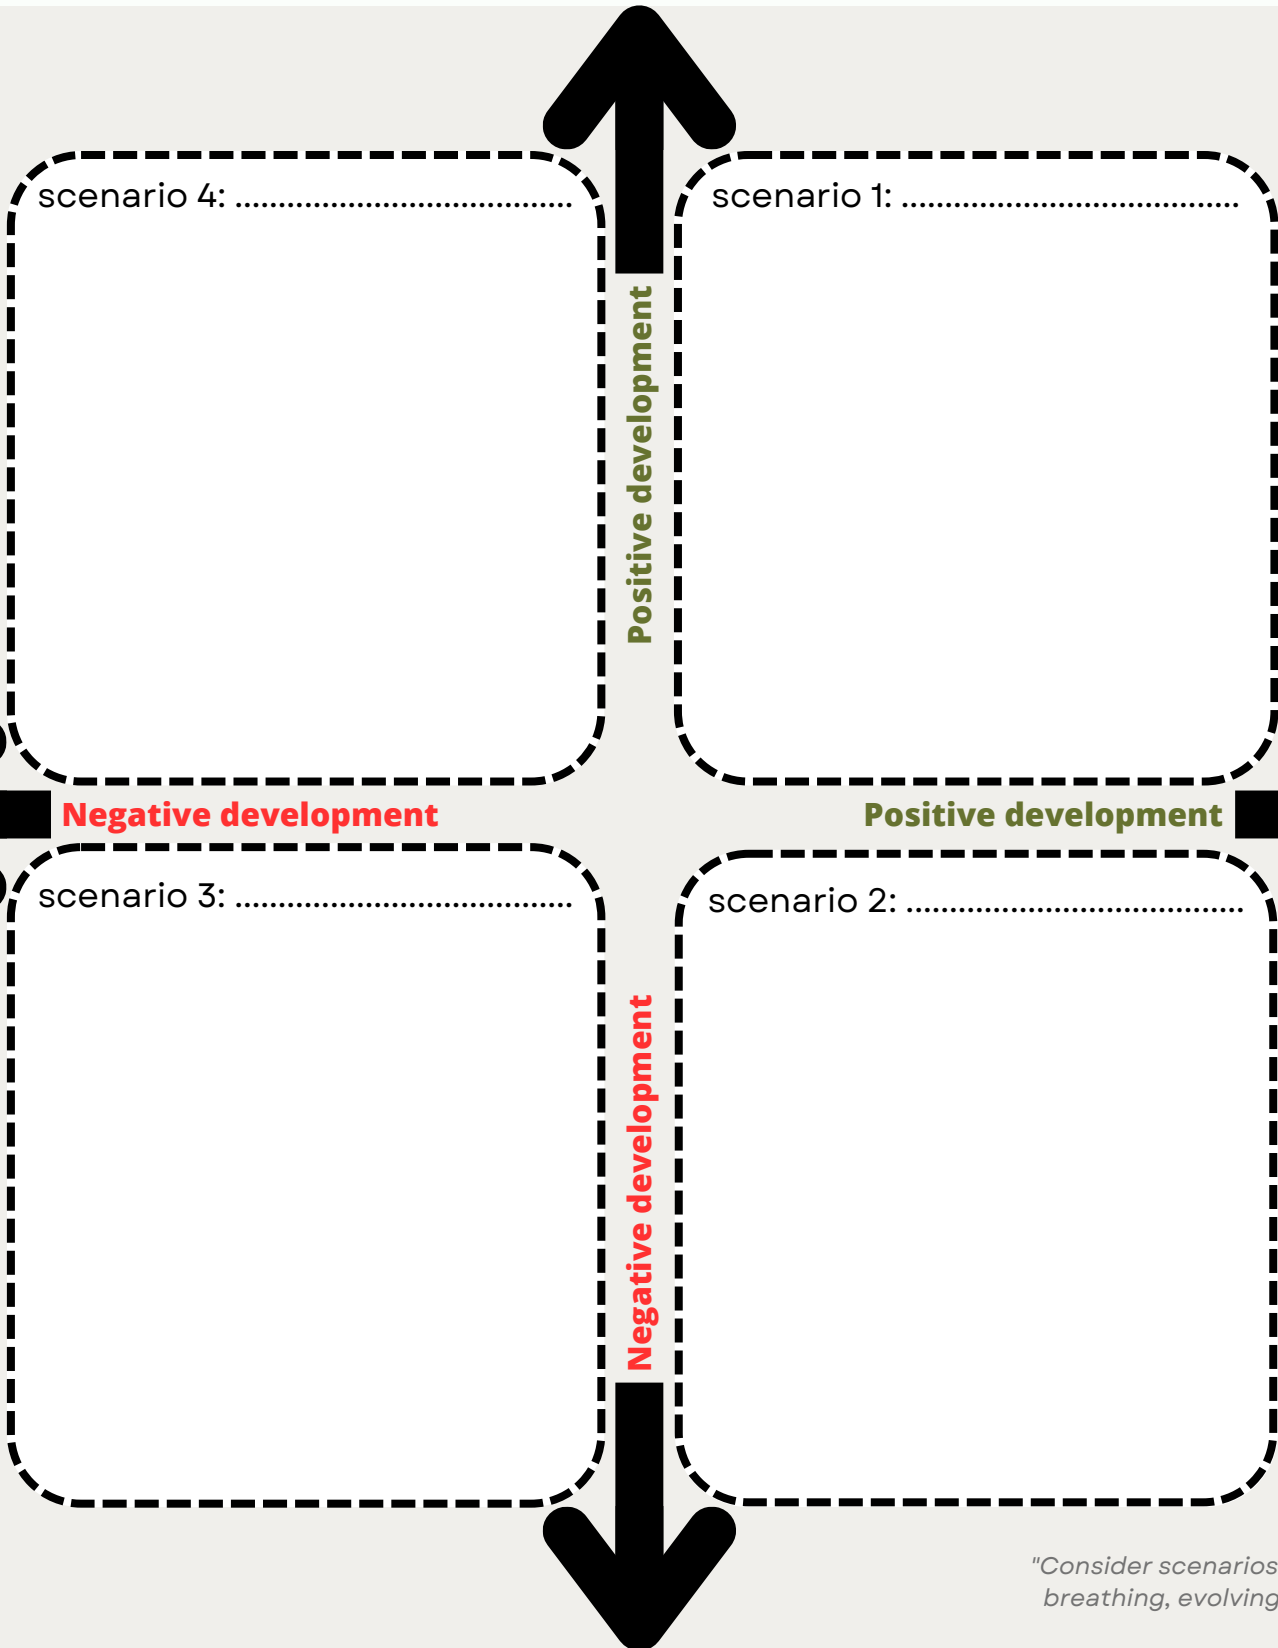 scenario 4: ....................................... 
scenario 1: .......................................
Positive development
Negative development
Positive development
scenario 3: .......................................
scenario 2: .......................................
Negative development
"Consider scenarios
breathing, evolving